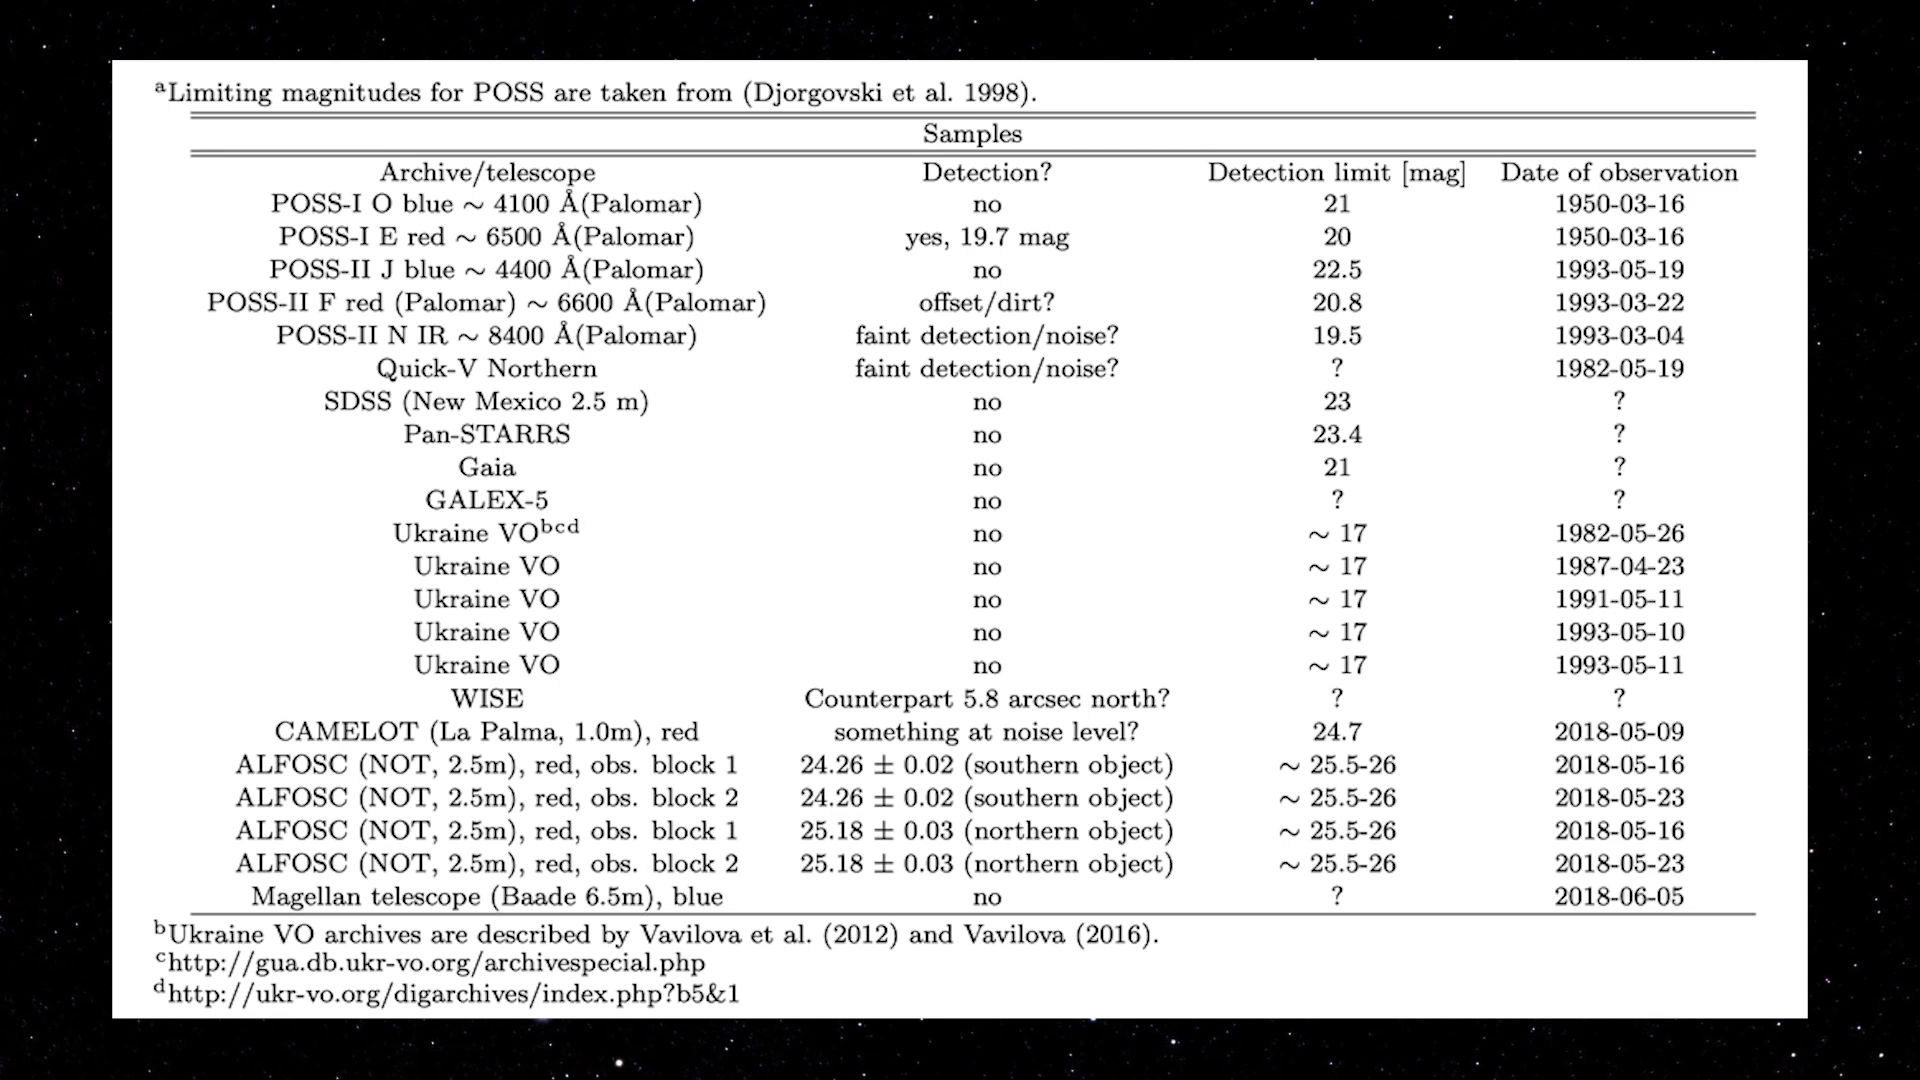 ᵃLimiting magnitudes for POSS are taken from (Djorgovski et al. 1998).
Samples
Archive/telescope Detection? Detection limit [mag] Date of observation
POSS-I O blue ∼ 4100 Å(Palomar) no 21 1950-03-16
POSS-I E red ∼ 6500 Å(Palomar) yes, 19.7 mag 20 1950-03-16
POSS-II J blue ∼ 4400 Å(Palomar) no 22.5 1993-05-19
POSS-II F red (Palomar) ∼ 6600 Å(Palomar) offset/dirt? 20.8 1993-03-22
POSS-II N IR ∼ 8400 Å(Palomar) faint detection/noise? 19.5 1993-03-04
Quick-V Northern faint detection/noise? ? 1982-05-19
SDSS (New Mexico 2.5 m) no 23 ?
Pan-STARRS no 23.4 ?
Gaia no 21 ?
GALEX-5 no ? ?
Ukraine VOᵇᶜᵈ no ∼ 17 1982-05-26
Ukraine VO no ∼ 17 1987-04-23
Ukraine VO no ∼ 17 1991-05-11
Ukraine VO no ∼ 17 1993-05-10
Ukraine VO no ∼ 17 1993-05-11
WISE Counterpart 5.8 arcsec north? ? ?
CAMELOT (La Palma, 1.0m), red something at noise level? 24.7 2018-05-09
ALFOSC (NOT, 2.5m), red, obs. block 1 24.26 ± 0.02 (southern object) ∼ 25.5-26 2018-05-16
ALFOSC (NOT, 2.5m), red, obs. block 2 24.26 ± 0.02 (southern object) ∼ 25.5-26 2018-05-23
ALFOSC (NOT, 2.5m), red, obs. block 1 25.18 ± 0.03 (northern object) ∼ 25.5-26 2018-05-16
ALFOSC (NOT, 2.5m), red, obs. block 2 25.18 ± 0.03 (northern object) ∼ 25.5-26 2018-05-23
Magellan telescope (Baade 6.5m), blue no ? 2018-06-05
ᵇUkraine VO archives are described by Vavilova et al. (2012) and Vavilova (2016).
ᶜhttp://gua.db.ukr-vo.org/archivespecial.php
ᵈhttp://ukr-vo.org/digarchives/index.php?b5&1